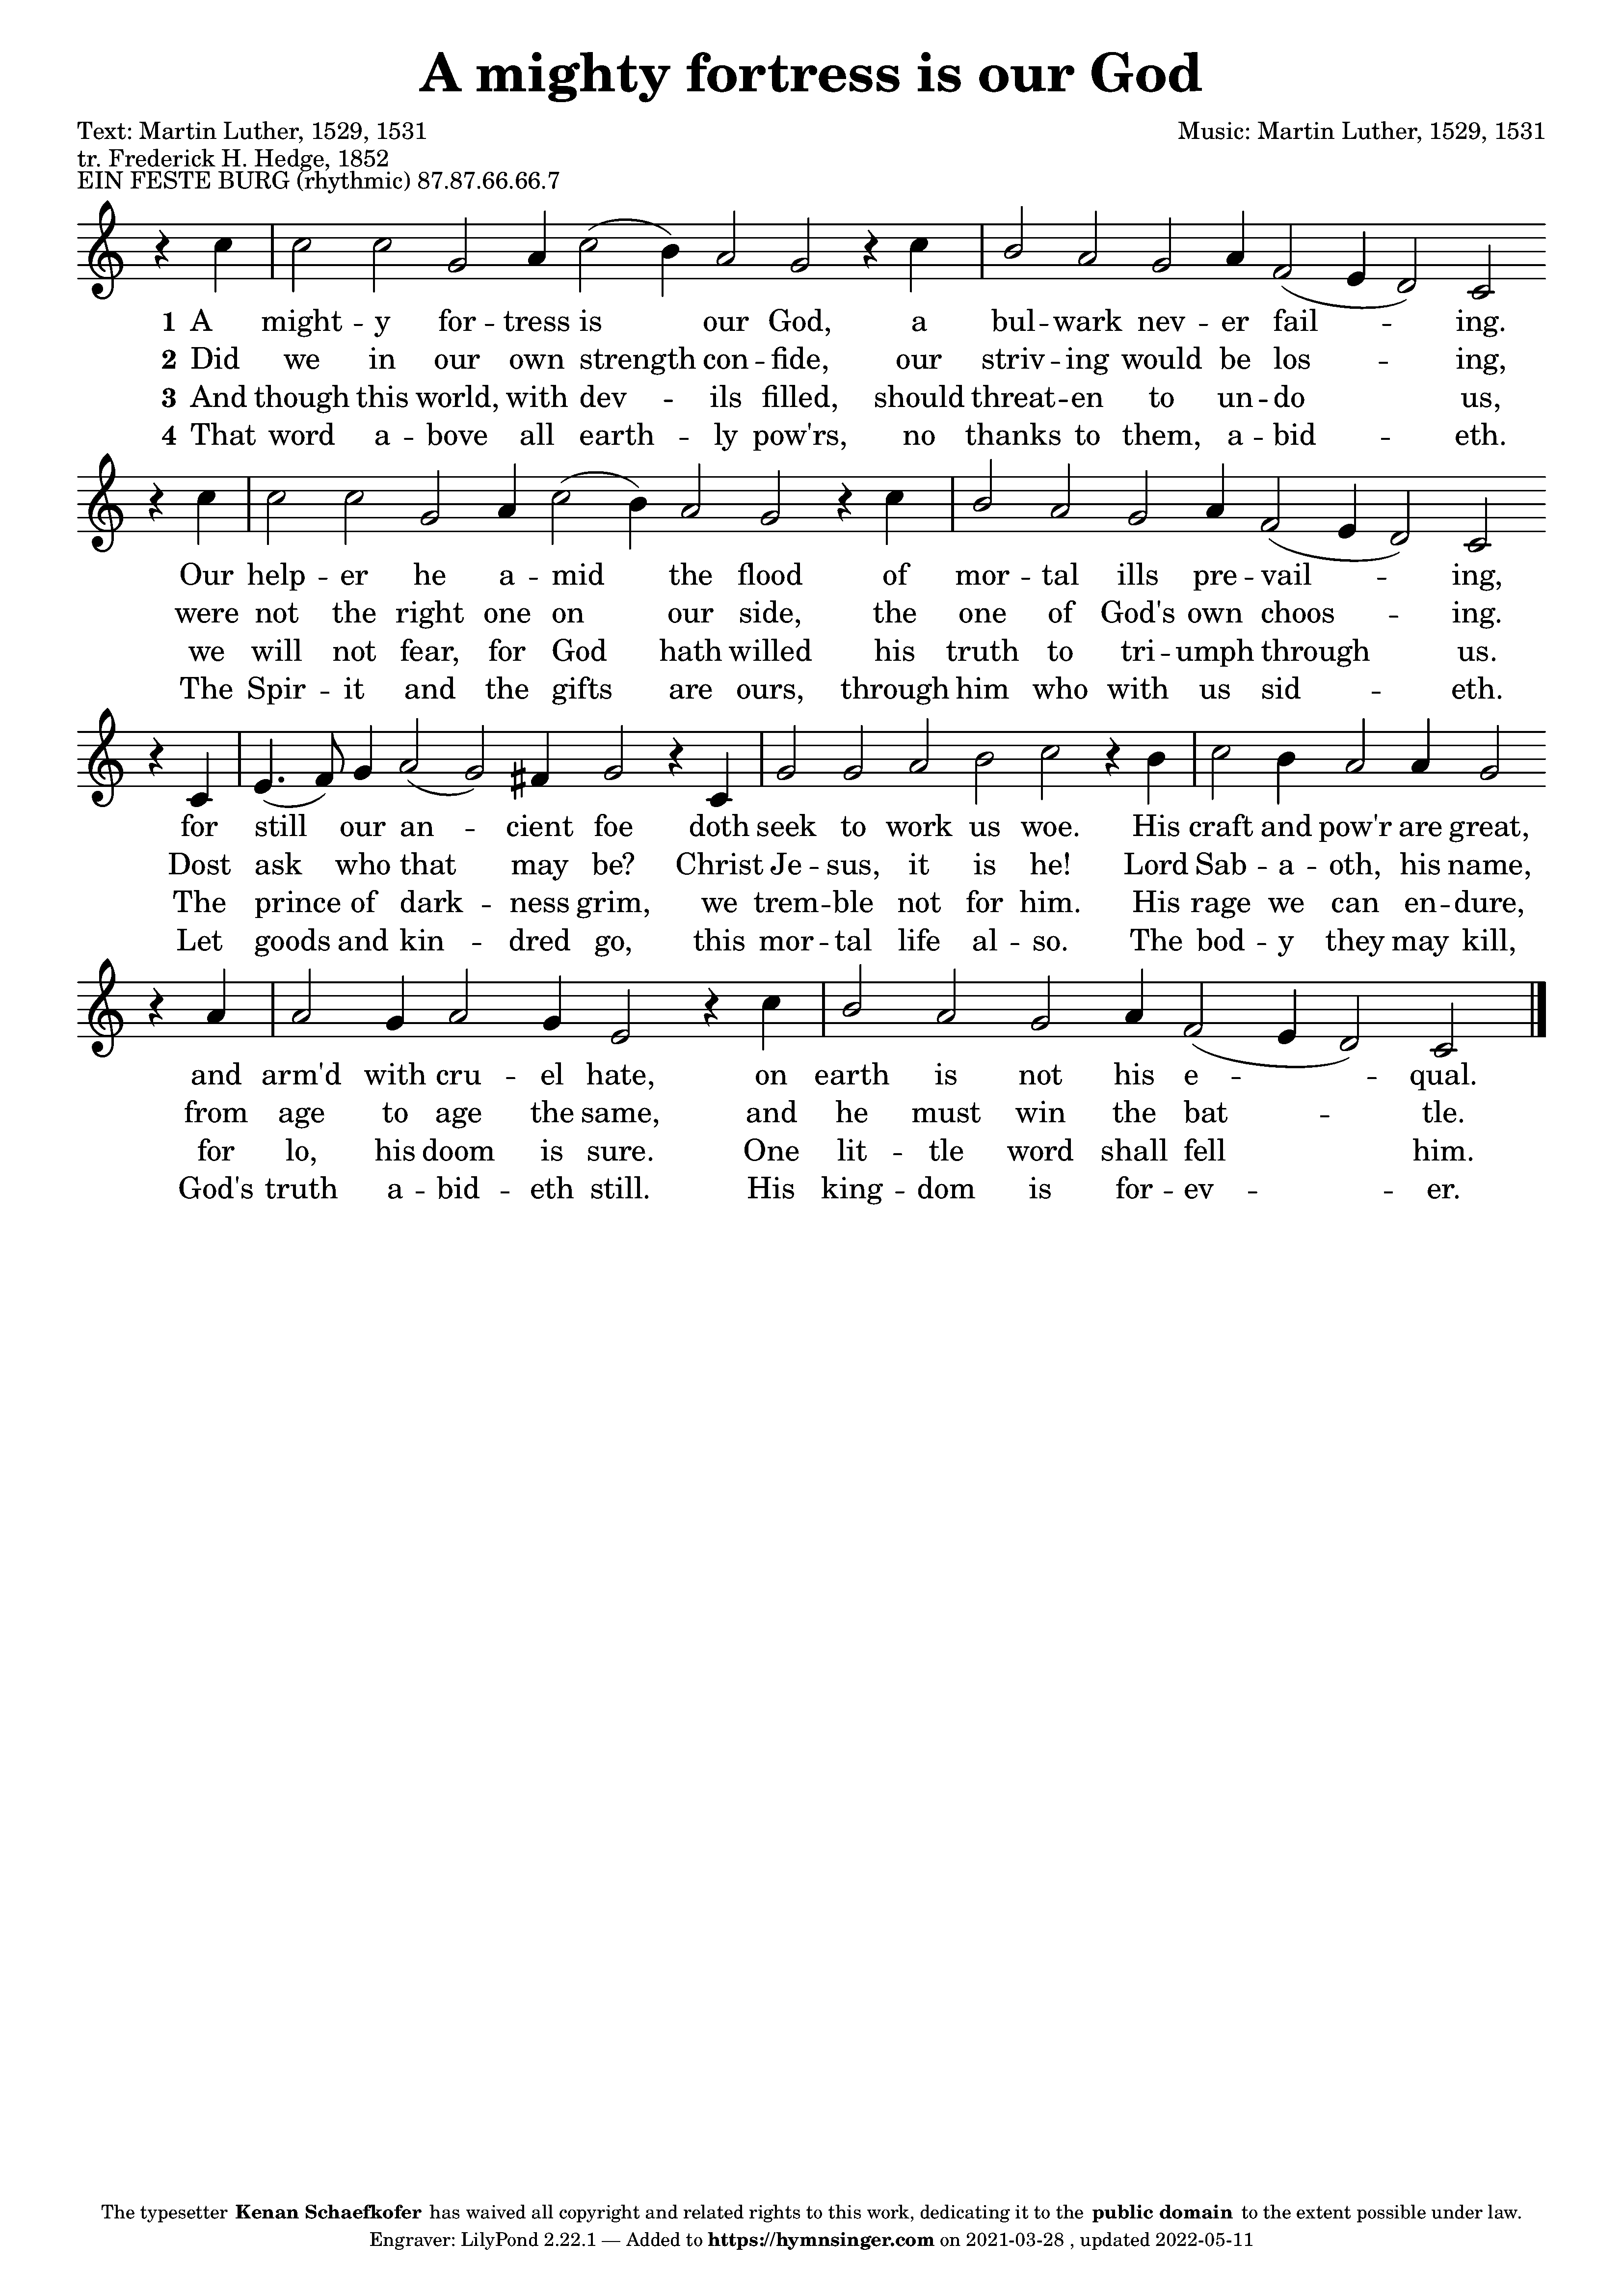 A mighty fortress is our God
Text: Martin Luther, 1529, 1531
Music: Martin Luther, 1529, 1531
tr. Frederick H. Hedge, 1852
EIN FESTE BURG (rhythmic) 87.87.66.66.7
1 A might -- y for -- tress is our God, a bul -- wark nev -- er fail -- ing.
2 Did we in our own strength con -- fide, our striv -- ing would be los -- ing,
3 And though this world, with dev -- ils filled, should threat -- en to un -- do us,
4 That word a -- bove all earth -- ly pow'rs, no thanks to them, a -- bid -- eth.
Our help -- er he a -- mid the flood of mor -- tal ills pre -- vail -- ing,
were not the right one on our side, the one of God's own choos -- ing.
we will not fear, for God hath willed his truth to tri -- umph through us.
The Spir -- it and the gifts are ours, through him who with us sid -- eth.
for still our an -- cient foe doth seek to work us woe. His craft and pow'r are great,
Dost ask who that may be? Christ Je -- sus, it is he! Lord Sab -- a -- oth, his name,
The prince of dark -- ness grim, we trem -- ble not for him. His rage we can en -- dure,
Let goods and kin -- dred go, this mor -- tal life al -- so. The bod -- y they may kill,
and arm'd with cru -- el hate, on earth is not his e -- qual.
from age to age the same, and he must win the bat -- tle.
for lo, his doom is sure. One lit -- tle word shall fell him.
God's truth a -- bid -- eth still. His king -- dom is for -- ev -- er.
The typesetter Kenan Schaefkofer has waived all copyright and related rights to this work, dedicating it to the public domain to the extent possible under law.
Engraver: LilyPond 2.22.1 — Added to https://hymnsinger.com on 2021-03-28 , updated 2022-05-11